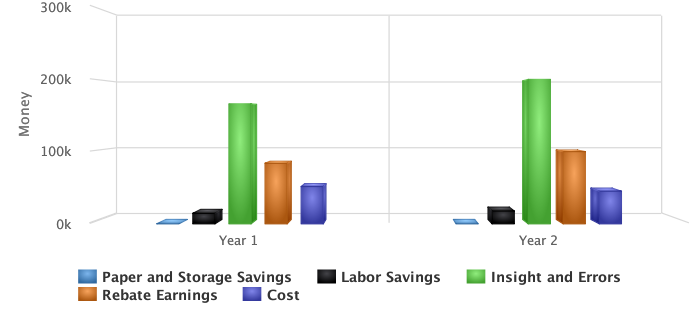 300k
200k
100k
0k
Money
Year 1
Year 2
Paper and Storage Savings
Labor Savings
Insight and Errors
Rebate Earnings
Cost